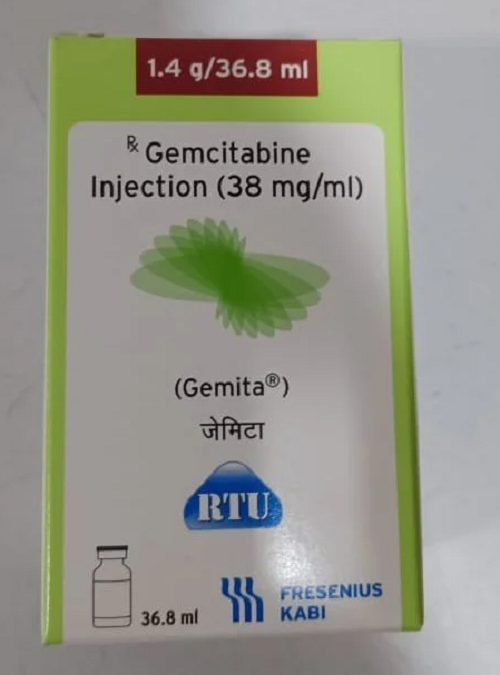 1.4 g/36.8 ml
℞ Gemcitabine
Injection (38 mg/ml)
(Gemita®)
जेमिटा
RTU
36.8 ml
FRESENIUS
KABI